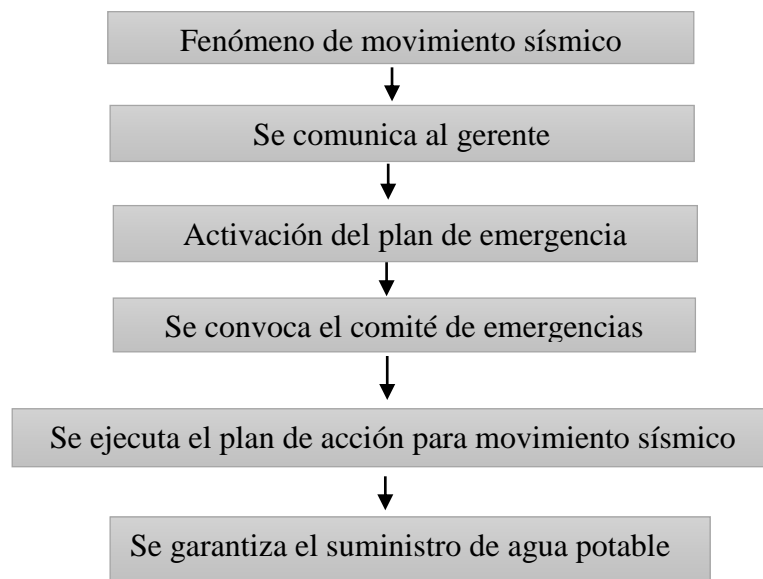 Fenómeno de movimiento sísmico
Se comunica al gerente
Activación del plan de emergencia
Se convoca el comité de emergencias
Se ejecuta el plan de acción para movimiento sísmico
Se garantiza el suministro de agua potable